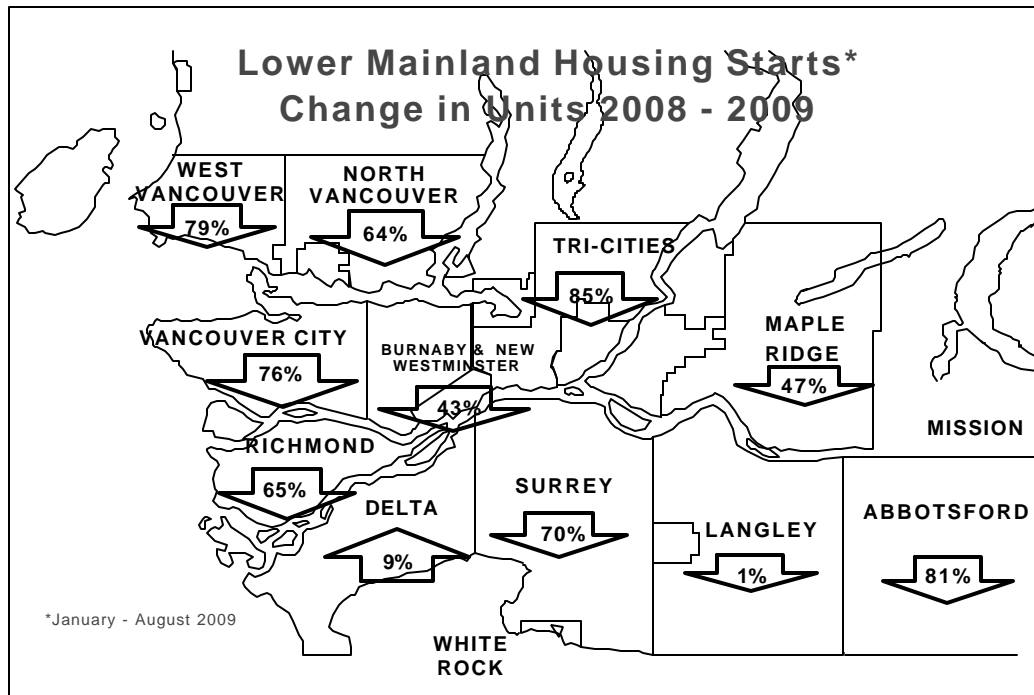 Lower Mainland Housing Starts*
Change in Units 2008 - 2009
WEST
VANCOUVER
79%
NORTH
VANCOUVER
64%
TRI-CITIES
85%
VANCOUVER CITY
76%
BURNABY & NEW
WESTMINSTER
43%
MAPLE
RIDGE
47%
MISSION
RICHMOND
65%
DELTA
9%
SURREY
70%
LANGLEY
1%
ABBOTSFORD
81%
*January - August 2009
WHITE
ROCK